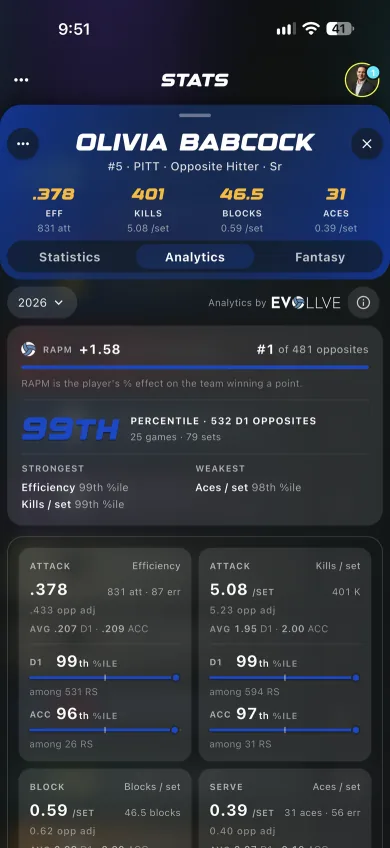 9:51
41
STATS
1
OLIVIA BABCOCK
#5 · PITT · Opposite Hitter · Sr
.378 401 46.5 31
EFF KILLS BLOCKS ACES
831 att 5.08 /set 0.59 /set 0.39 /set
Statistics Analytics Fantasy
2026 Analytics by EVOLLVE
RAPM +1.58 #1 of 481 opposites
RAPM is the player's % effect on the team winning a point.
99TH PERCENTILE · 532 D1 OPPOSITES
25 games · 79 sets
STRONGEST WEAKEST
Efficiency 99th %ile Aces / set 98th %ile
Kills / set 99th %ile
ATTACK Efficiency
.378 831 att · 87 err
.433 opp adj
AVG .207 D1 · .209 ACC
D1 99th %ILE
among 531 RS
ACC 96th %ILE
among 26 RS
ATTACK Kills / set
5.08 /SET 401 K
5.23 opp adj
AVG 1.95 D1 · 2.00 ACC
D1 99th %ILE
among 594 RS
ACC 97th %ILE
among 31 RS
BLOCK Blocks / set
0.59 /SET 46.5 blocks
0.62 opp adj
SERVE Aces / set
0.39 /SET 31 aces · 56 err
0.40 opp adj